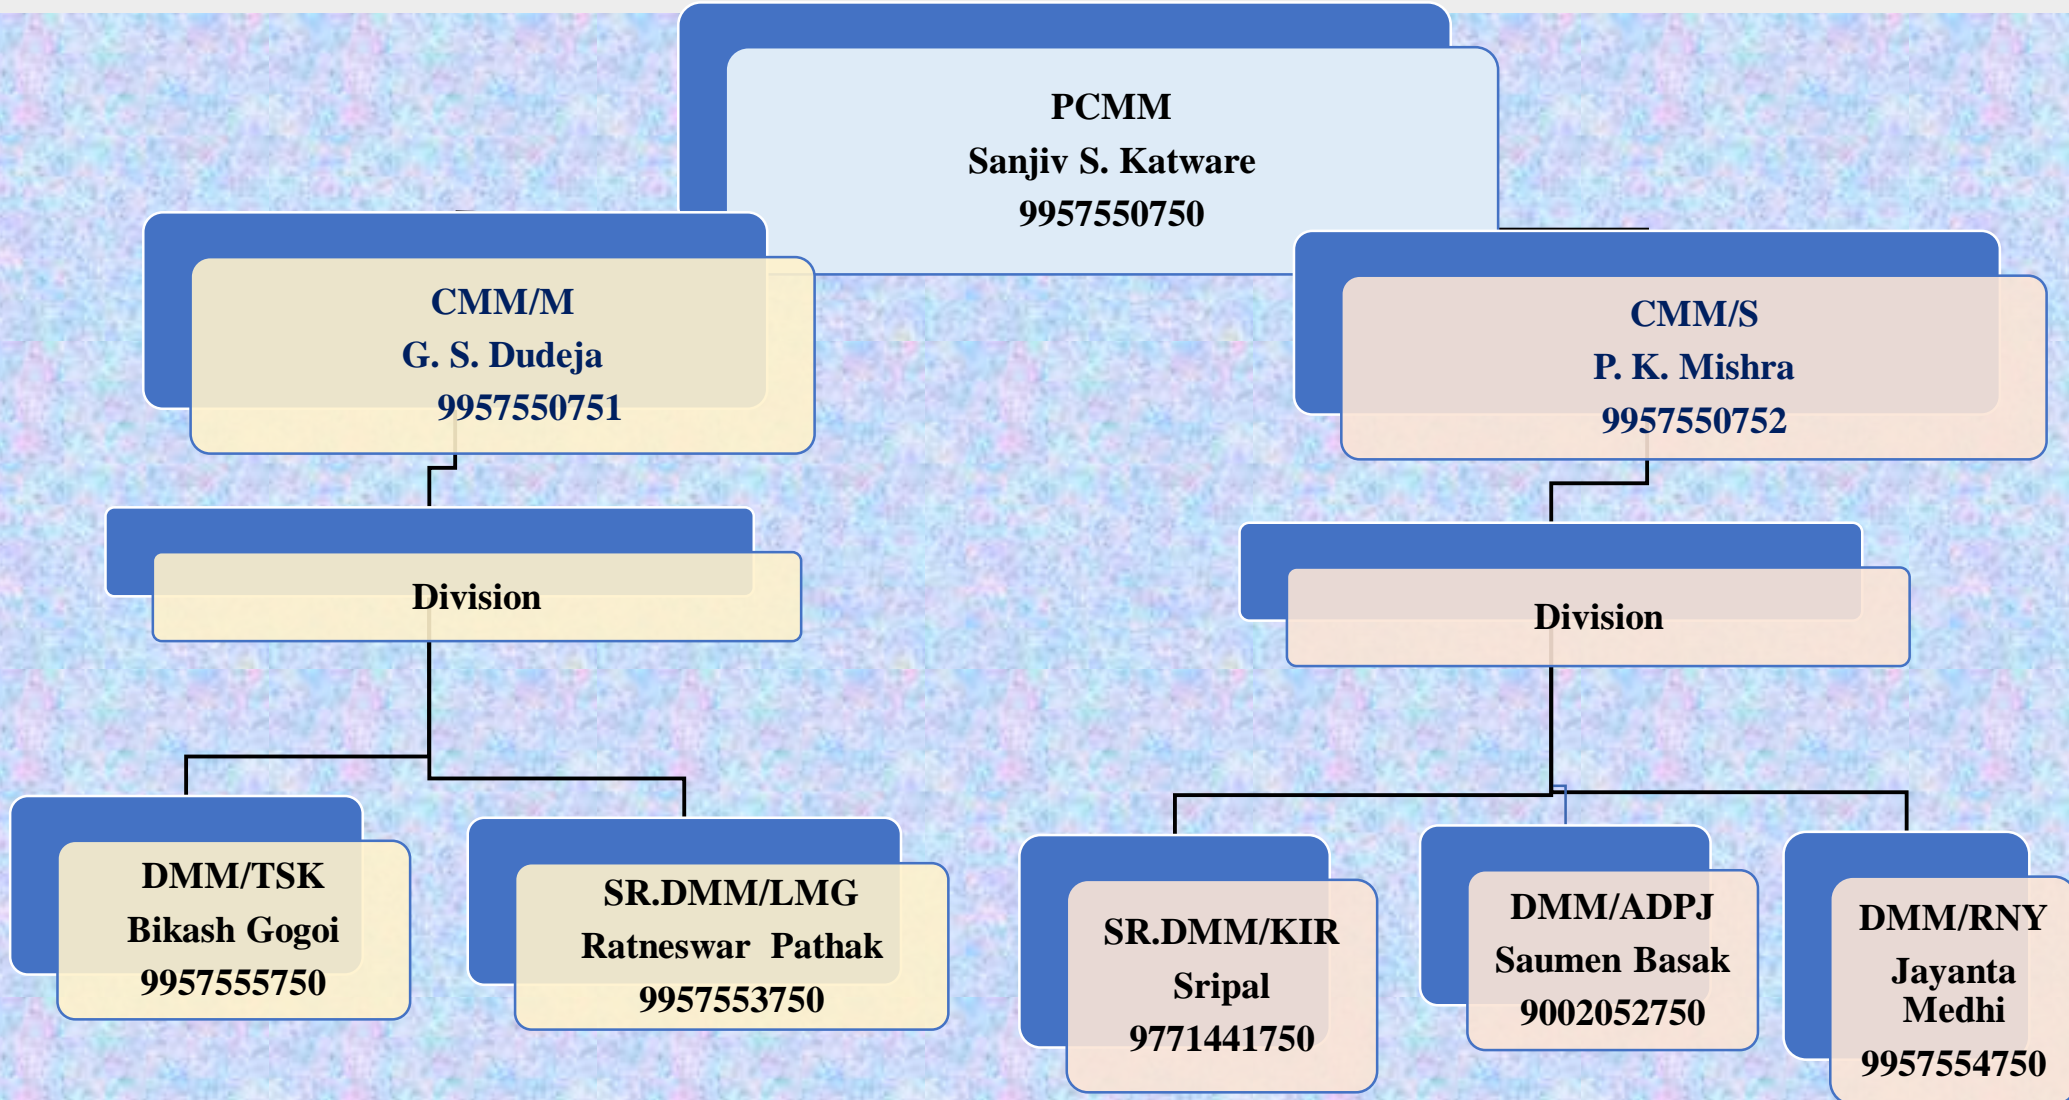 PCMM
Sanjiv S. Katware
9957550750
CMM/M
G. S. Dudeja
9957550751
CMM/S
P. K. Mishra
9957550752
Division
Division
DMM/TSK
Bikash Gogoi
9957555750
SR.DMM/LMG
Ratneswar Pathak
9957553750
SR.DMM/KIR
Sripal
9771441750
DMM/ADPJ
Saumen Basak
9002052750
DMM/RNY
Jayanta
Medhi
9957554750